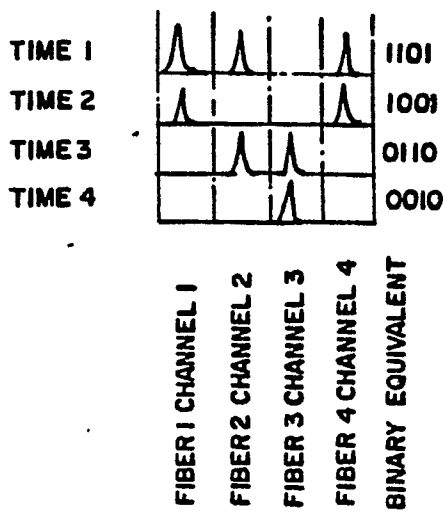 TIME 1 1101
TIME 2 1001
TIME 3 0110
TIME 4 0010
FIBER 1 CHANNEL 1
FIBER 2 CHANNEL 2
FIBER 3 CHANNEL 3
FIBER 4 CHANNEL 4
BINARY EQUIVALENT